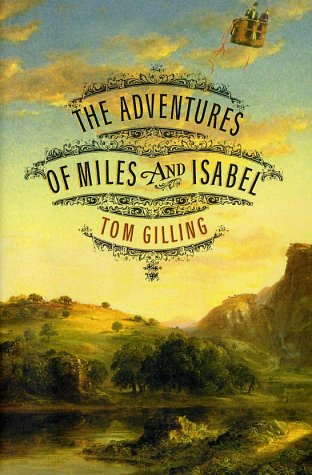 THE ADVENTURES
OF MILES AND ISABEL
TOM GILLING